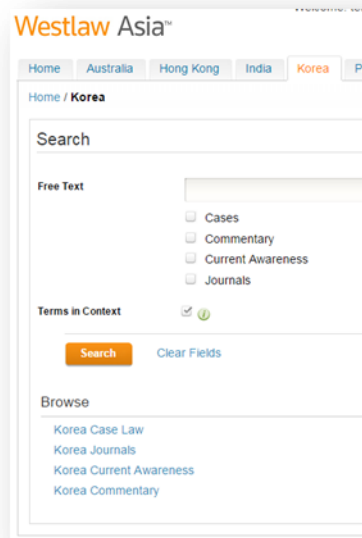 Westlaw Asia™
Home Australia Hong Kong India Korea P
Home / Korea
Search
Free Text
Cases
Commentary
Current Awareness
Journals
Terms in Context
Search Clear Fields
Browse
Korea Case Law
Korea Journals
Korea Current Awareness
Korea Commentary